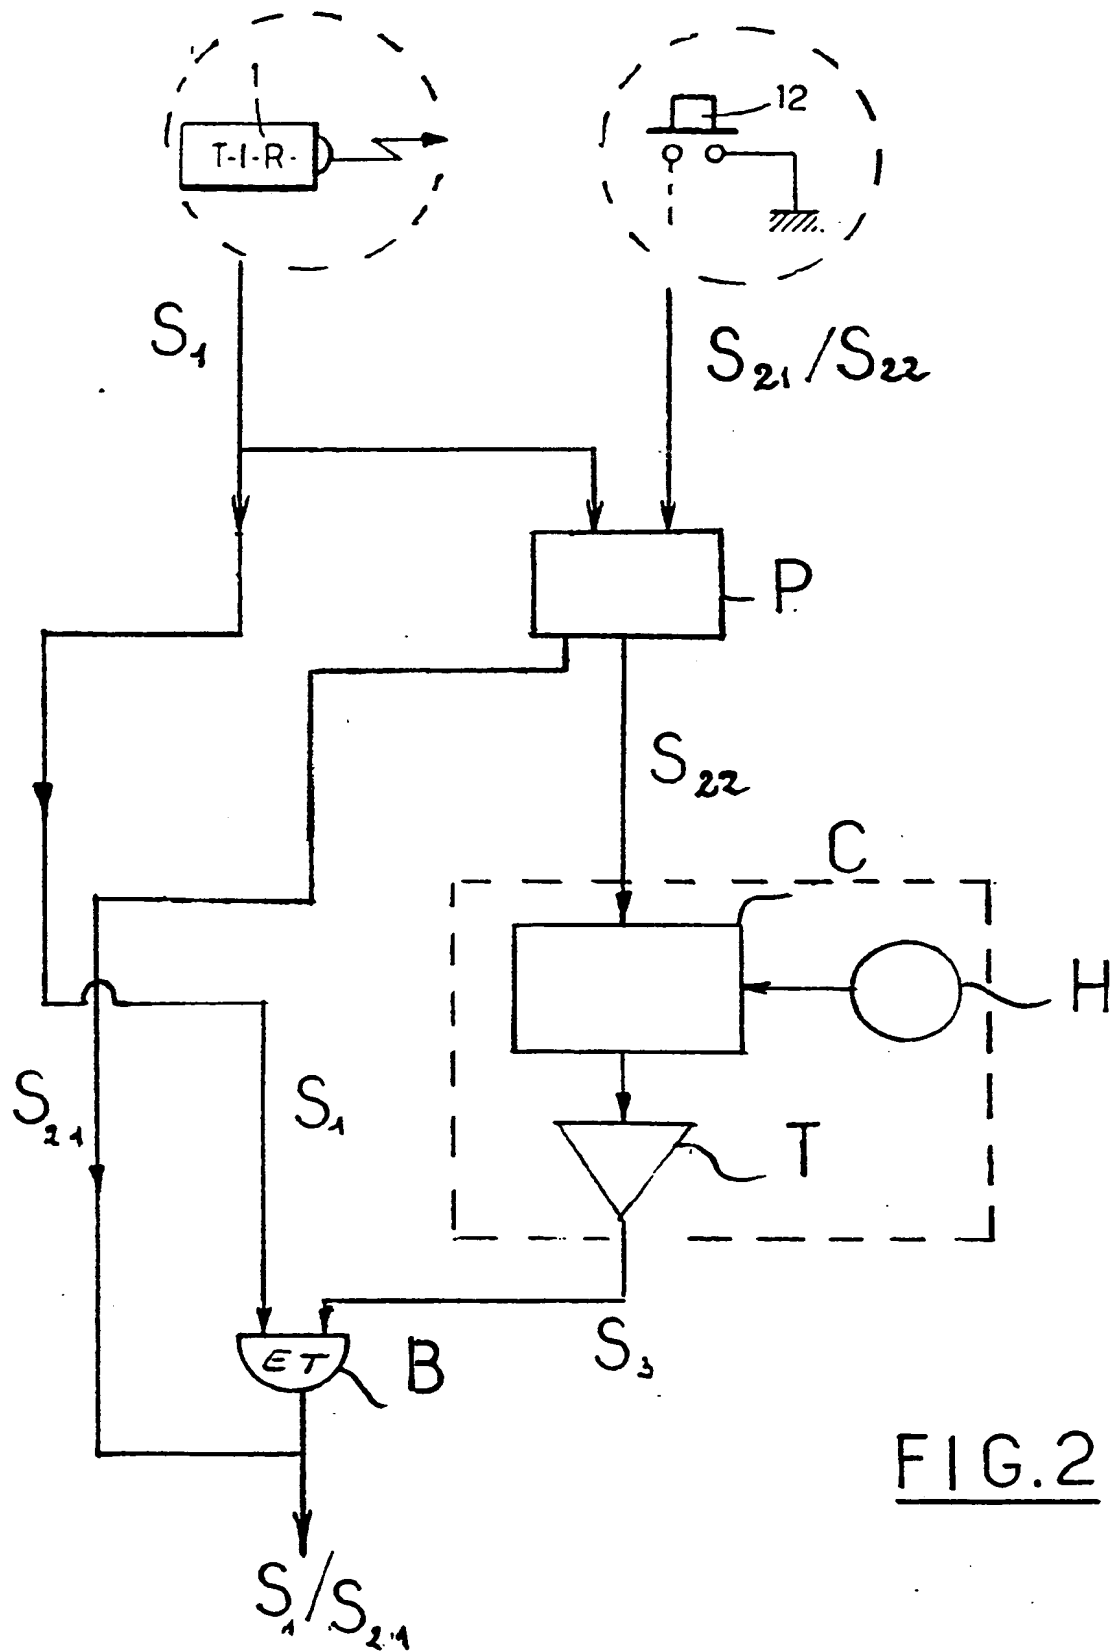 1
T-I-R-
12
S1
S21/S22
P
S22
C
H
S21
S1
T
S3
ET
B
FIG.2
S1/S21